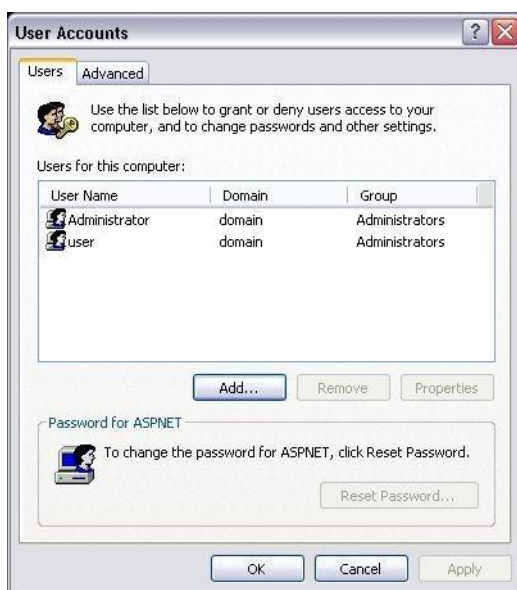 User Accounts
Users Advanced
Use the list below to grant or deny users access to your
computer, and to change passwords and other settings.
Users for this computer:
User Name Domain Group
Administrator domain Administrators
user domain Administrators
Add... Remove Properties
Password for ASPNET
To change the password for ASPNET, click Reset Password.
Reset Password...
OK Cancel Apply